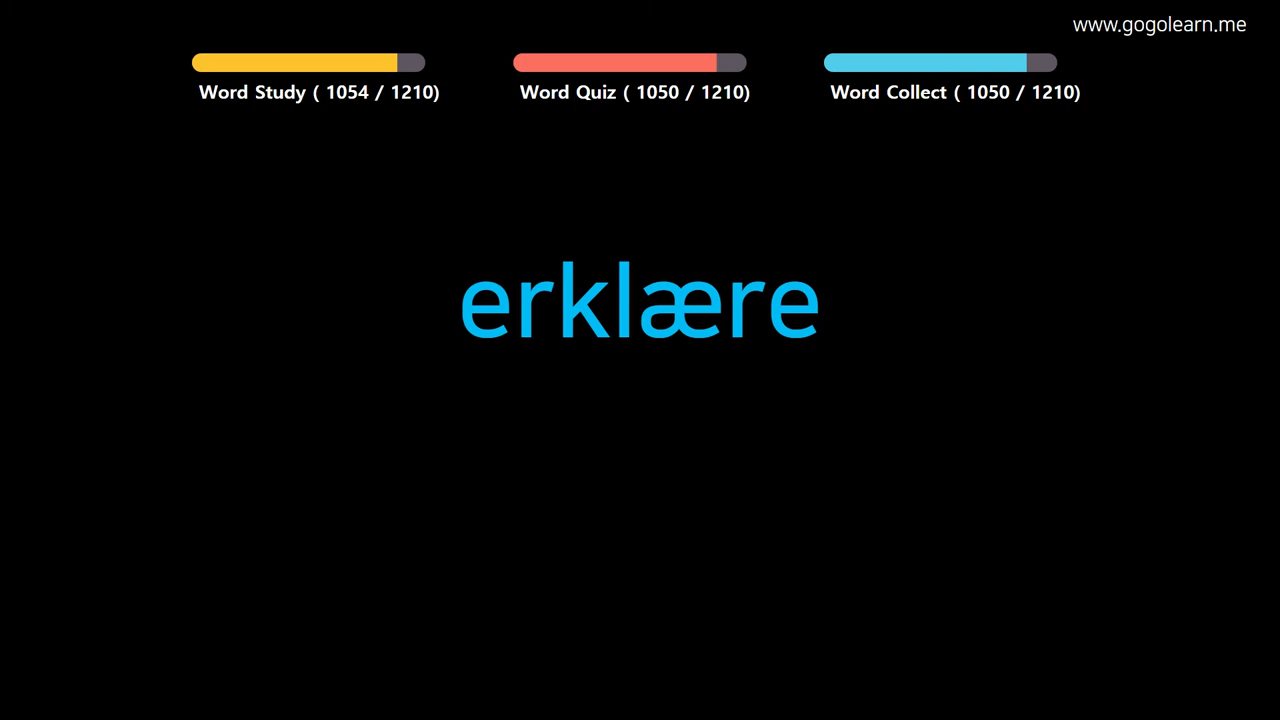 www.gogolearn.me
Word Study ( 1054 / 1210)
Word Quiz ( 1050 / 1210)
Word Collect ( 1050 / 1210)
erklære